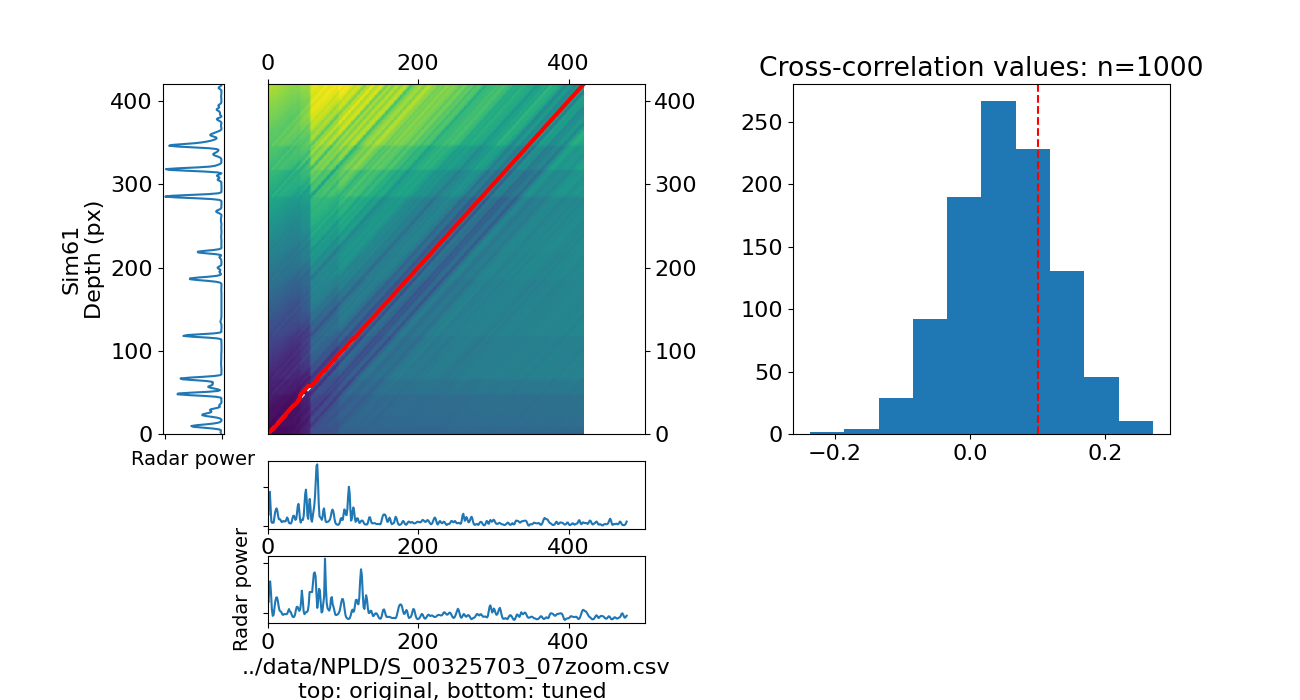 0 200 400
Cross-correlation values: n=1000
400
300
200
100
0
Sim61
Depth (px)
Radar power
400
300
200
100
0
250
200
150
100
50
0
−0.2 0.0 0.2
0 200 400
Radar power
0 200 400
../data/NPLD/S_00325703_07zoom.csv
top: original, bottom: tuned